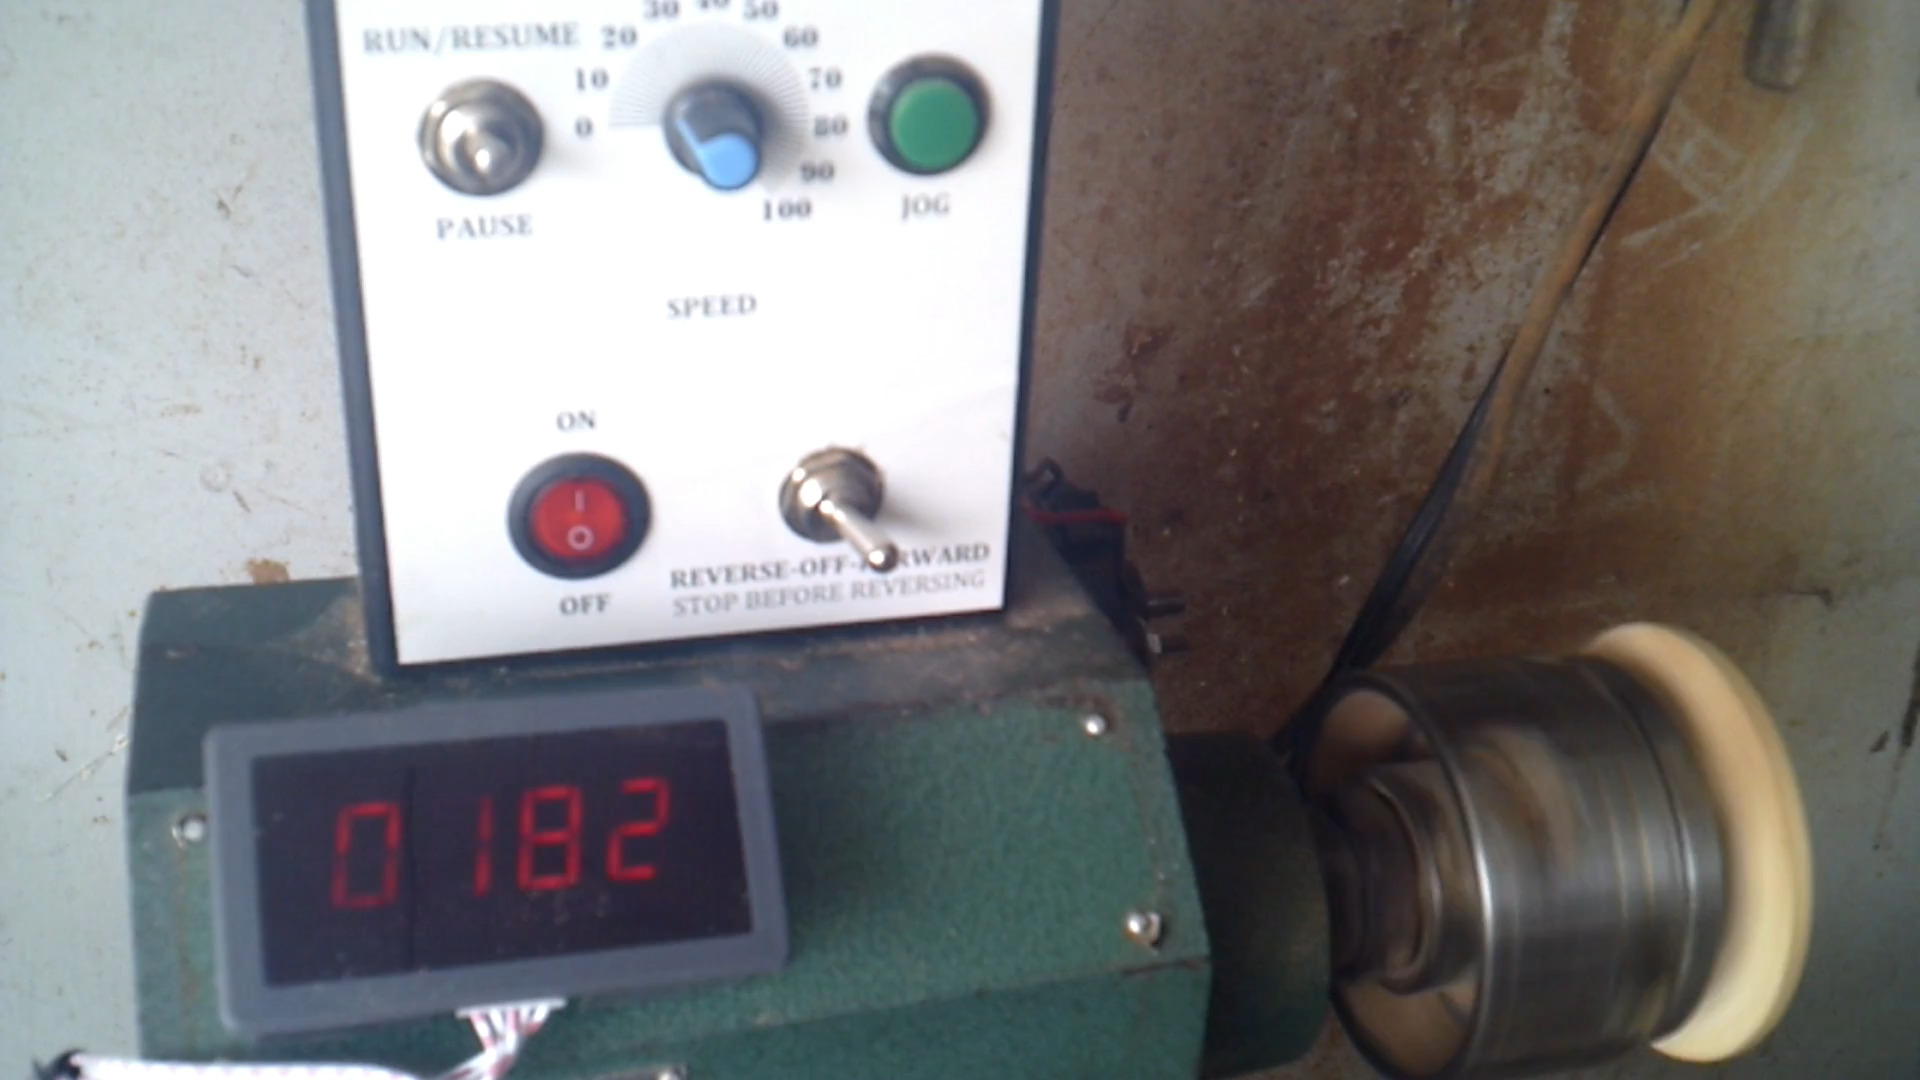 30 40 50
RUN/RESUME 20 60
10 70
0 80
90
PAUSE 100 JOG
SPEED
ON
I
O
REVERSE-OFF-FORWARD
OFF STOP BEFORE REVERSING
0182